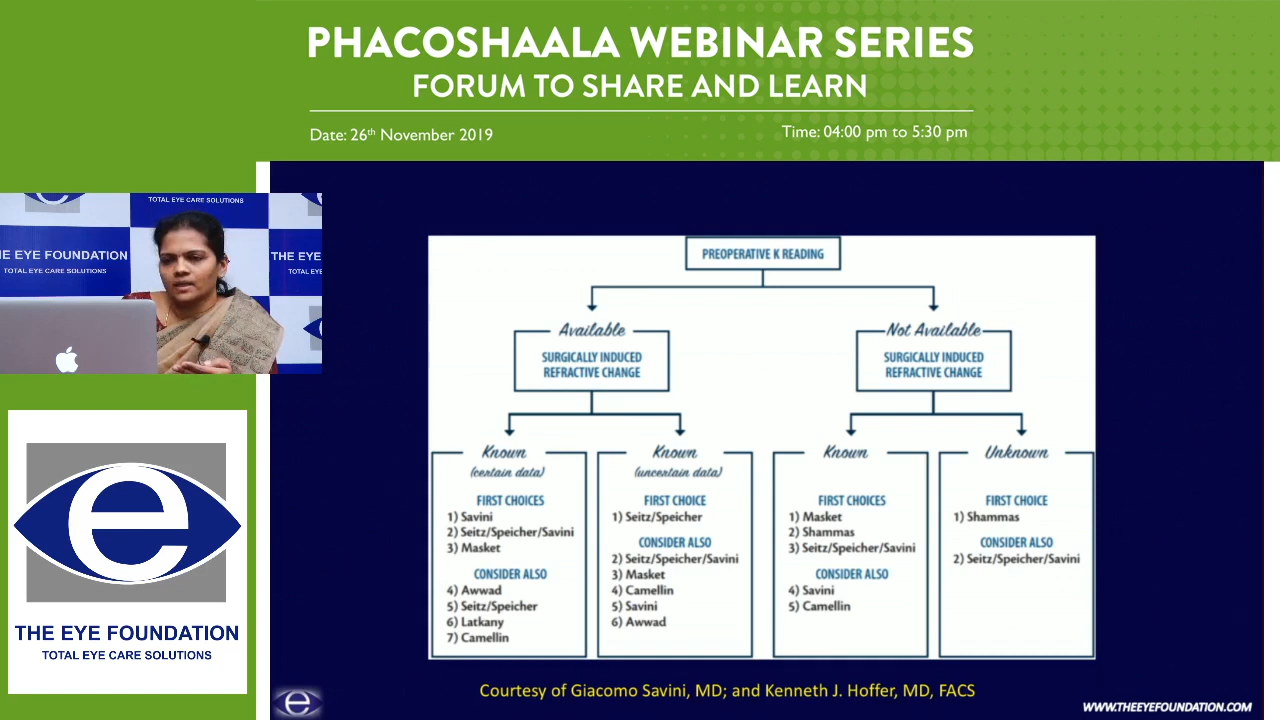 PHACOSHAALA WEBINAR SERIES
FORUM TO SHARE AND LEARN
Date: 26th November 2019
Time: 04:00 pm to 5:30 pm
TOTAL EYE CARE SOLUTIONS
THE EYE FOUNDATION
TOTAL EYE CARE SOLUTIONS
THE E
TOTAL EYE
e
THE EYE FOUNDATION
TOTAL EYE CARE SOLUTIONS
PREOPERATIVE K READING
Available
SURGICALLY INDUCED
REFRACTIVE CHANGE
Not Available
SURGICALLY INDUCED
REFRACTIVE CHANGE
Known
(certain data)
FIRST CHOICES
1) Savini
2) Seitz/Speicher/Savini
3) Masket
CONSIDER ALSO
4) Awwad
5) Seitz/Speicher
6) Latkany
7) Camellin
Known
(uncertain data)
FIRST CHOICE
1) Seitz/Speicher
CONSIDER ALSO
2) Seitz/Speicher/Savini
3) Masket
4) Camellin
5) Savini
6) Awwad
Known
FIRST CHOICES
1) Masket
2) Shammas
3) Seitz/Speicher/Savini
CONSIDER ALSO
4) Savini
5) Camellin
Unknown
FIRST CHOICE
1) Shammas
CONSIDER ALSO
2) Seitz/Speicher/Savini
Courtesy of Giacomo Savini, MD; and Kenneth J. Hoffer, MD, FACS
e
WWW.THEEYEFOUNDATION.COM